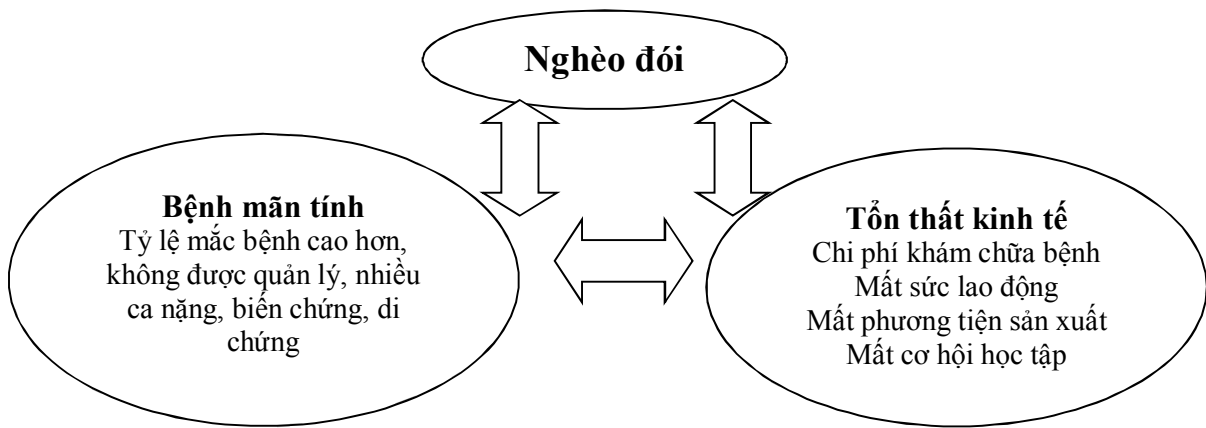 Nghèo đói
Bệnh mãn tính
Tỷ lệ mắc bệnh cao hơn,
không được quản lý, nhiều
ca nặng, biến chứng, di
chứng
Tổn thất kinh tế
Chi phí khám chữa bệnh
Mất sức lao động
Mất phương tiện sản xuất
Mất cơ hội học tập